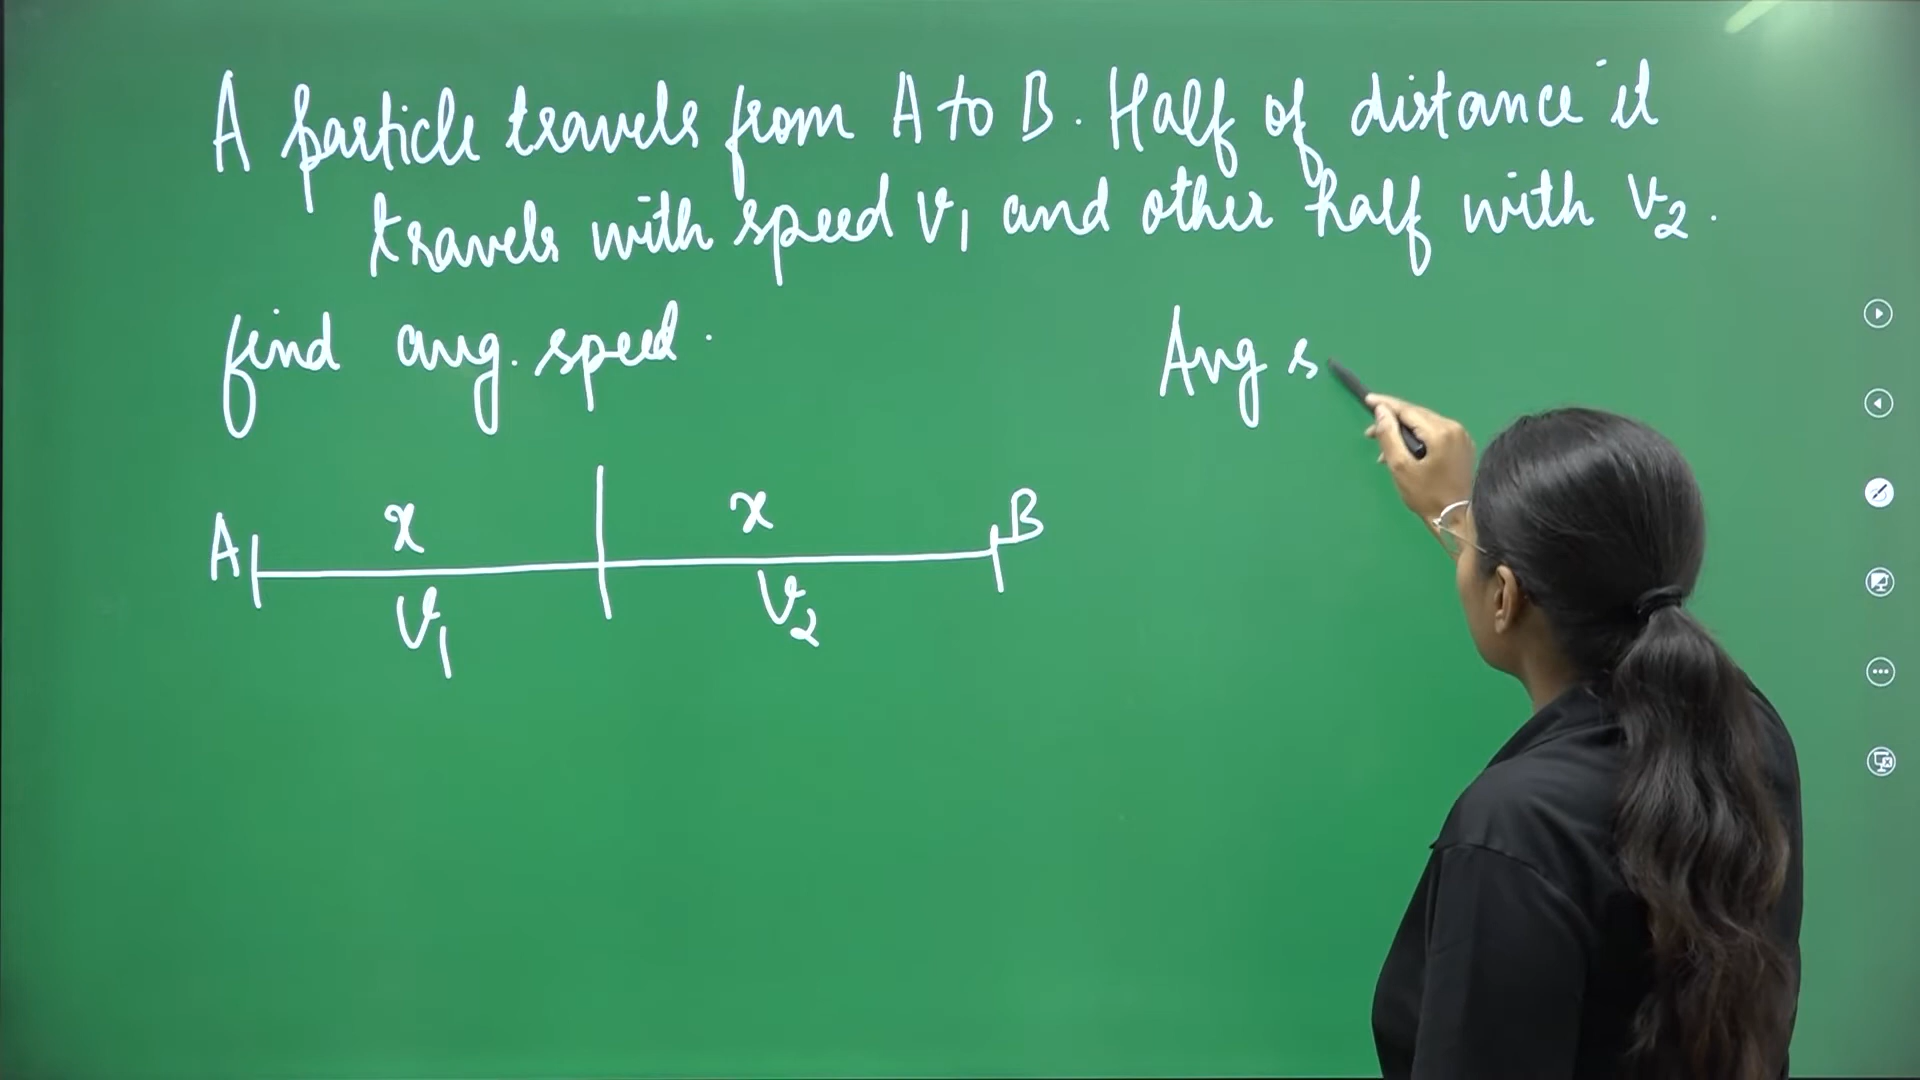 A particle travels from A to B. Half of distance it
travels with speed V1 and other half with V2.
find avg. speed.
Avg s
A x x B
V1 V2